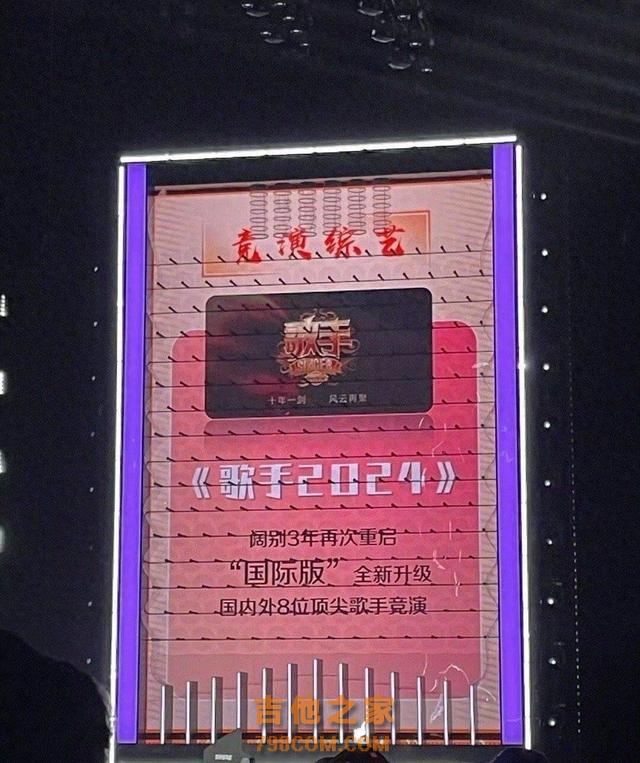 竞演综艺
歌手
SINGER
十年一剑 风云再聚
《歌手2024》
阔别3年再次重启
“国际版” 全新升级
国内外8位顶尖歌手竞演
吉他之家
798COM.COM